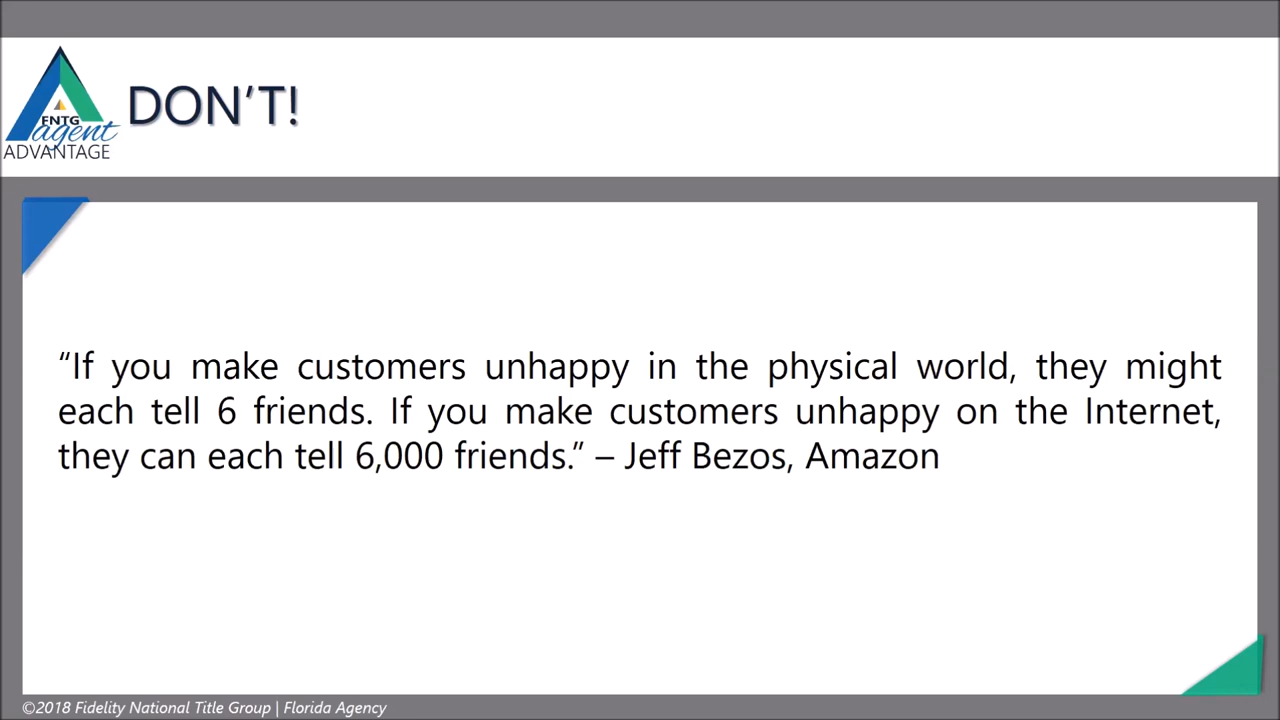 DON'T!
FNTG
agent
ADVANTAGE
“If you make customers unhappy in the physical world, they might
each tell 6 friends. If you make customers unhappy on the Internet,
they can each tell 6,000 friends.” – Jeff Bezos, Amazon
©2018 Fidelity National Title Group | Florida Agency